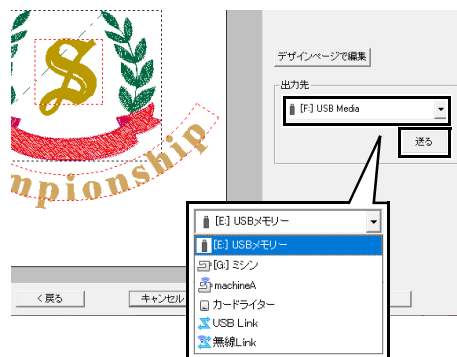 S
mpionship
デザインページで編集
出力先
[F:] USB Media
送る
[E:] USBメモリー
[E:] USBメモリー
[G:] ミシン
machineA
カードライター
USB Link
無線Link
< 戻る
キャンセル